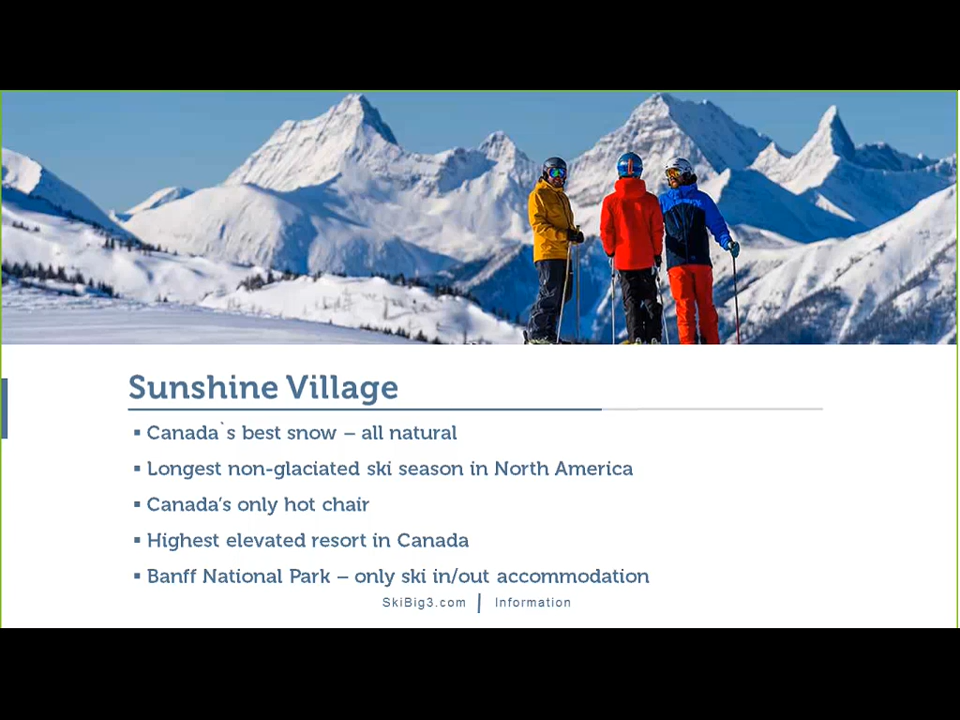 Sunshine Village
▪ Canada`s best snow – all natural
▪ Longest non-glaciated ski season in North America
▪ Canada’s only hot chair
▪ Highest elevated resort in Canada
▪ Banff National Park – only ski in/out accommodation
SkiBig3.com | Information